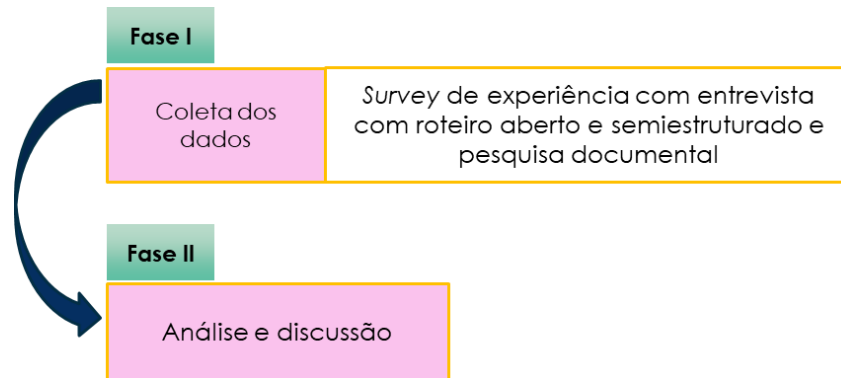 Fase I
Coleta dos
dados
Survey de experiência com entrevista
com roteiro aberto e semiestruturado e
pesquisa documental
Fase II
Análise e discussão